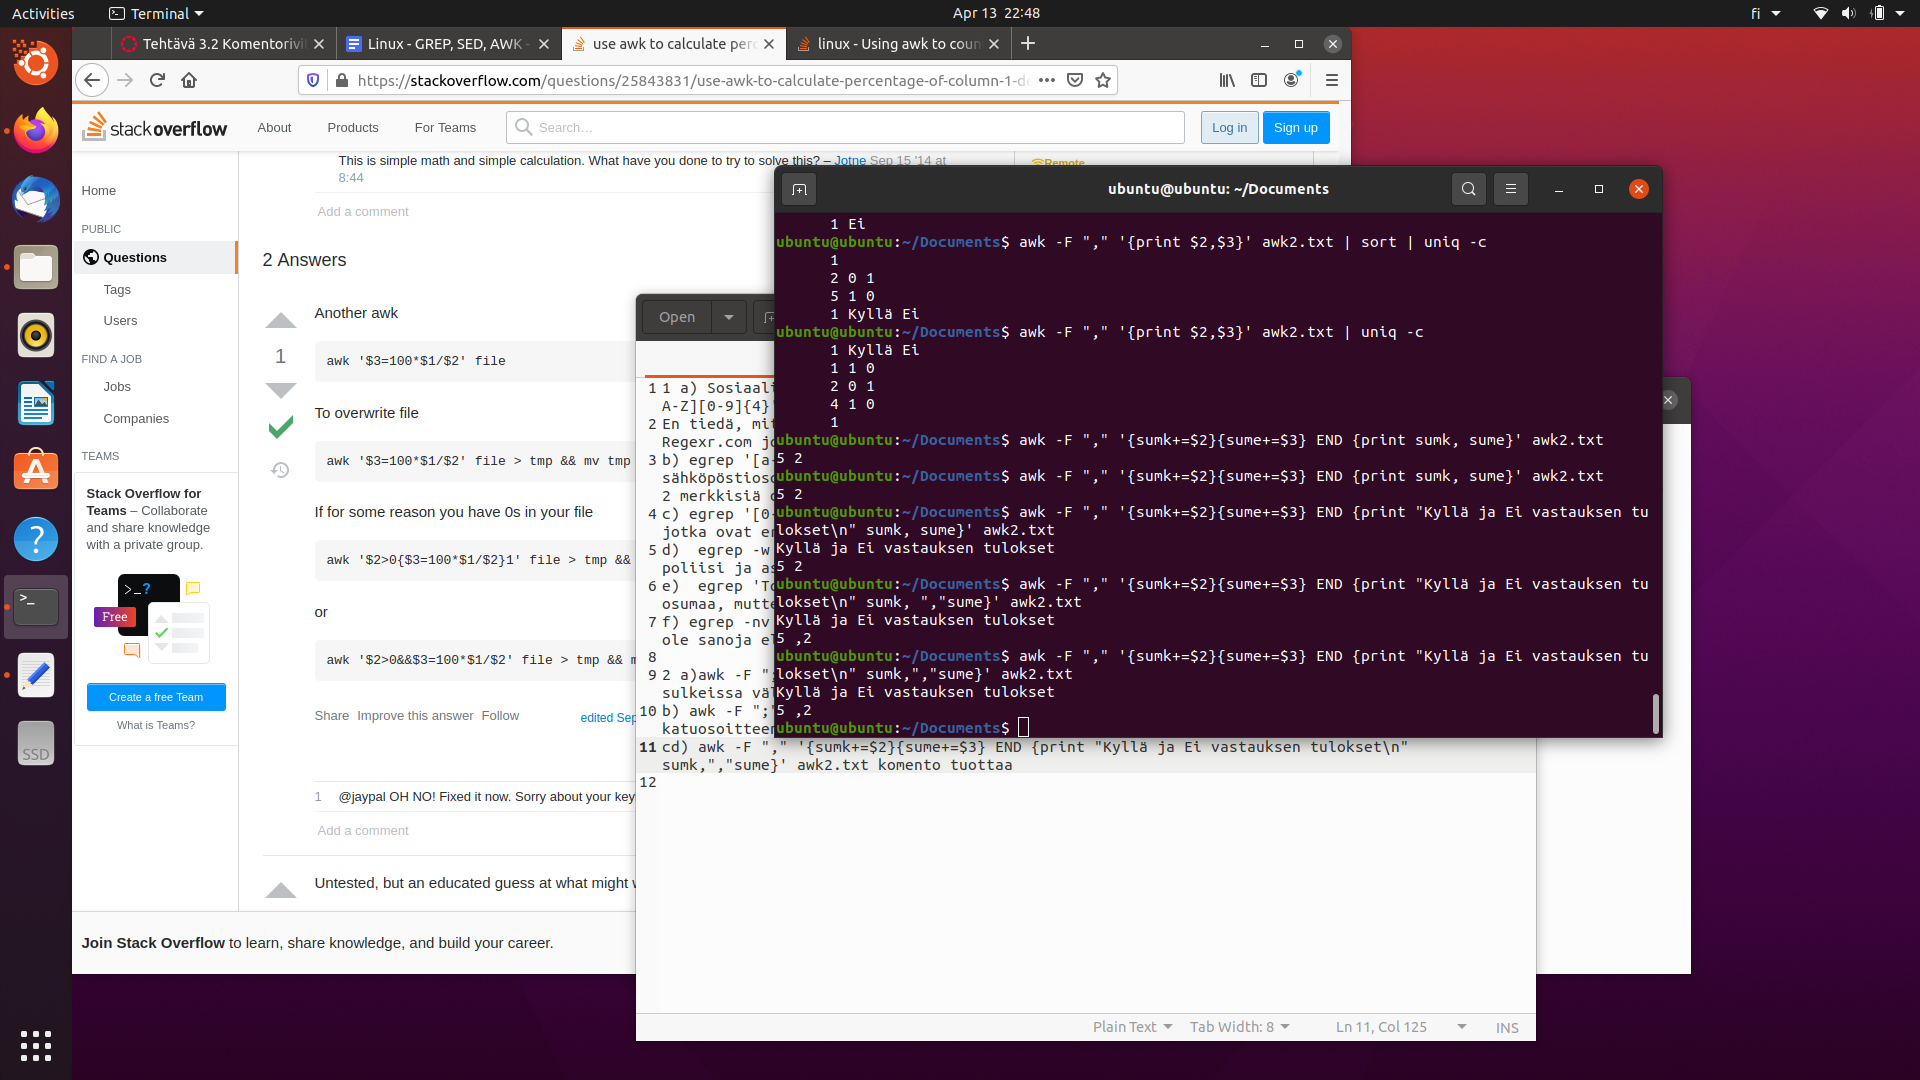 Activities
Terminal
Apr 13 22:48
fi
Tehtävä 3.2 Komentorivi
Linux - GREP, SED, AWK -
use awk to calculate per
linux - Using awk to coun
https://stackoverflow.com/questions/25843831/use-awk-to-calculate-percentage-of-column-1-de
stackoverflow
About
Products
For Teams
Search…
Log in
Sign up
Home
PUBLIC
Questions
Tags
Users
FIND A JOB
Jobs
Companies
TEAMS
Stack Overflow for
Teams – Collaborate
and share knowledge
with a private group.
>_?
Free
Create a free Team
What is Teams?
This is simple math and simple calculation. What have you done to try to solve this? – Jotne Sep 15 '14 at
8:44
Remote
Add a comment
2 Answers
1
Another awk
awk '$3=100*$1/$2' file
To overwrite file
awk '$3=100*$1/$2' file > tmp && mv tmp
If for some reason you have 0s in your file
awk '$2>0{$3=100*$1/$2}1' file > tmp &&
or
awk '$2>0&&$3=100*$1/$2' file > tmp && m
Share Improve this answer Follow
edited Sep
1 @jaypal OH NO! Fixed it now. Sorry about your key
Add a comment
Untested, but an educated guess at what might w
Join Stack Overflow to learn, share knowledge, and build your career.
SSD
Open
1 1 a) Sosiaali
A-Z][0-9]{4}'
2 En tiedä, mit
Regexr.com jo
3 b) egrep '[a-
sähköpöstioso
2 merkkisiä o
4 c) egrep '[0-
jotka ovat er
5 d)  egrep -w
poliisi ja as
6 e)  egrep 'To
osumaa, mutte
7 f) egrep -nv
ole sanoja el
8
9 2 a)awk -F ";
sulkeissa väl
10 b) awk -F ";"
katuosoitteer
11 cd) awk -F "," '{sumk+=$2}{sume+=$3} END {print "Kyllä ja Ei vastauksen tulokset\n"
sumk,","sume}' awk2.txt komento tuottaa
12
Plain Text
Tab Width: 8
Ln 11, Col 125
INS
ubuntu@ubuntu: ~/Documents
1 Ei
ubuntu@ubuntu:~/Documents$ awk -F "," '{print $2,$3}' awk2.txt | sort | uniq -c
1
2 0 1
5 1 0
1 Kyllä Ei
ubuntu@ubuntu:~/Documents$ awk -F "," '{print $2,$3}' awk2.txt | uniq -c
1 Kyllä Ei
1 1 0
2 0 1
4 1 0
1
ubuntu@ubuntu:~/Documents$ awk -F "," '{sumk+=$2}{sume+=$3} END {print sumk, sume}' awk2.txt
5 2
ubuntu@ubuntu:~/Documents$ awk -F "," '{sumk+=$2}{sume+=$3} END {print sumk, sume}' awk2.txt
5 2
ubuntu@ubuntu:~/Documents$ awk -F "," '{sumk+=$2}{sume+=$3} END {print "Kyllä ja Ei vastauksen tu
lokset\n" sumk, sume}' awk2.txt
Kyllä ja Ei vastauksen tulokset
5 2
ubuntu@ubuntu:~/Documents$ awk -F "," '{sumk+=$2}{sume+=$3} END {print "Kyllä ja Ei vastauksen tu
lokset\n" sumk, ","sume}' awk2.txt
Kyllä ja Ei vastauksen tulokset
5 ,2
ubuntu@ubuntu:~/Documents$ awk -F "," '{sumk+=$2}{sume+=$3} END {print "Kyllä ja Ei vastauksen tu
lokset\n" sumk,","sume}' awk2.txt
Kyllä ja Ei vastauksen tulokset
5 ,2
ubuntu@ubuntu:~/Documents$